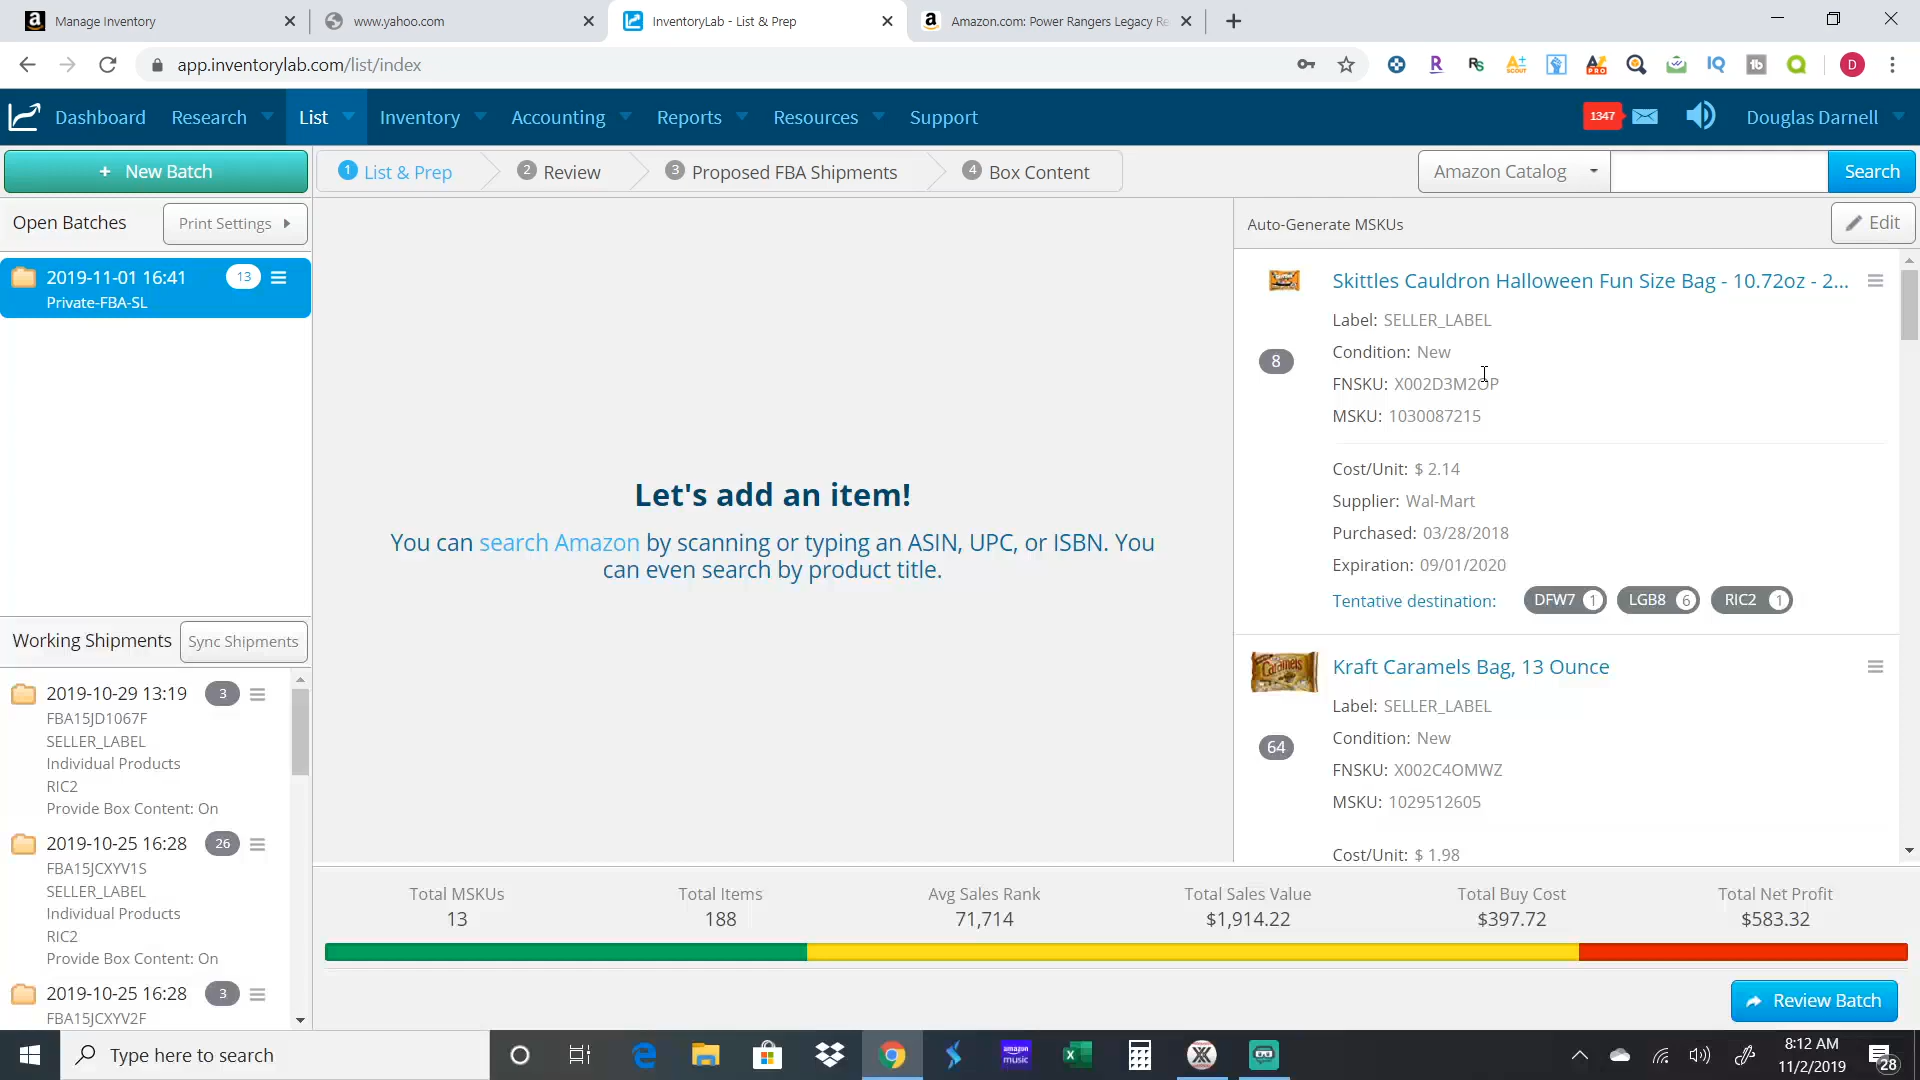 Manage Inventory
www.yahoo.com
InventoryLab - List & Prep
Amazon.com: Power Rangers Legacy Re
app.inventorylab.com/list/index
Dashboard
Research
List
Inventory
Accounting
Reports
Resources
Support
1347
Douglas Darnell
+ New Batch
1 List & Prep
2 Review
3 Proposed FBA Shipments
4 Box Content
Amazon Catalog
Search
Open Batches
Print Settings
Auto-Generate MSKUs
Edit
2019-11-01 16:41
13
Private-FBA-SL
Skittles Cauldron Halloween Fun Size Bag - 10.72oz - 2...
Label: SELLER_LABEL
Condition: New
8
FNSKU: X002D3M2OP
MSKU: 1030087215
Cost/Unit: $ 2.14
Supplier: Wal-Mart
Purchased: 03/28/2018
Expiration: 09/01/2020
Tentative destination: DFW7 1 LGB8 6 RIC2 1
Let's add an item!
You can search Amazon by scanning or typing an ASIN, UPC, or ISBN. You
can even search by product title.
Kraft Caramels Bag, 13 Ounce
Label: SELLER_LABEL
Condition: New
64
FNSKU: X002C4OMWZ
MSKU: 1029512605
Cost/Unit: $ 1.98
Working Shipments
Sync Shipments
2019-10-29 13:19
3
FBA15JD1067F
SELLER_LABEL
Individual Products
RIC2
Provide Box Content: On
2019-10-25 16:28
26
FBA15JCXYV1S
SELLER_LABEL
Individual Products
RIC2
Provide Box Content: On
2019-10-25 16:28
3
FBA15JCXYV2F
Total MSKUs
13
Total Items
188
Avg Sales Rank
71,714
Total Sales Value
$1,914.22
Total Buy Cost
$397.72
Total Net Profit
$583.32
Review Batch
Type here to search
amazon
music
8:12 AM
11/2/2019
28